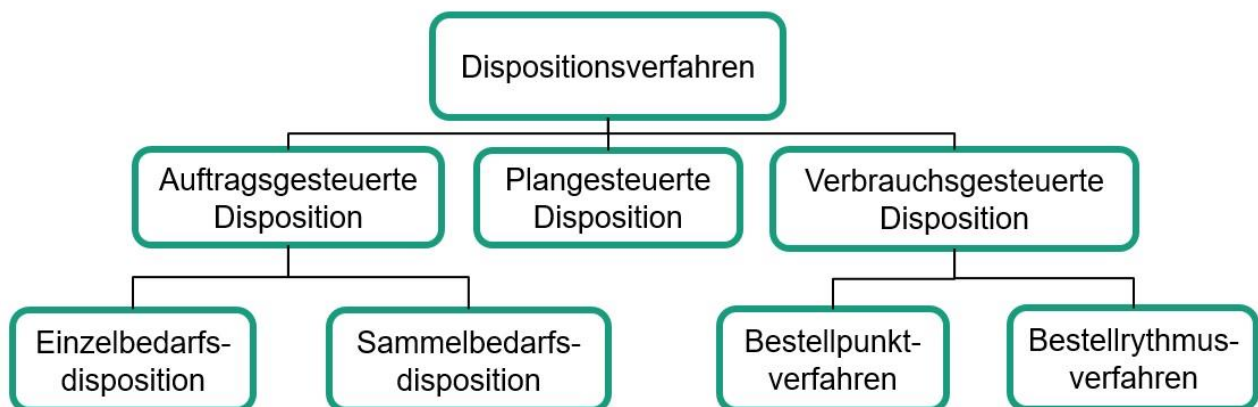 Dispositionsverfahren
Auftragsgesteuerte
Disposition
Plangesteuerte
Disposition
Verbrauchsgesteuerte
Disposition
Einzelbedarfs-
disposition
Sammelbedarfs-
disposition
Bestellpunkt-
verfahren
Bestellrythmus-
verfahren